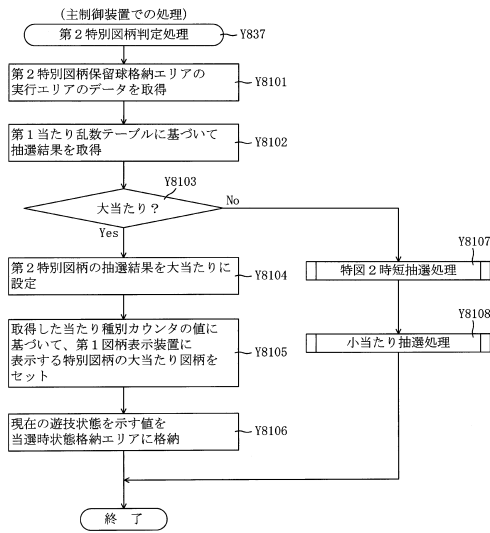 (主制御装置での処理)
第2特別図柄判定処理
Y837
第2特別図柄保留球格納エリアの
実行エリアのデータを取得
Y8101
第1当たり乱数テーブルに基づいて
抽選結果を取得
Y8102
Y8103
大当たり?
No
Yes
Y8107
特図2時短抽選処理
第2特別図柄の抽選結果を大当たりに
設定
Y8104
Y8108
小当たり抽選処理
取得した当たり種別カウンタの値に
基づいて、第1図柄表示装置に
表示する特別図柄の大当たり図柄を
セット
Y8105
現在の遊技状態を示す値を
当選時状態格納エリアに格納
Y8106
終 了